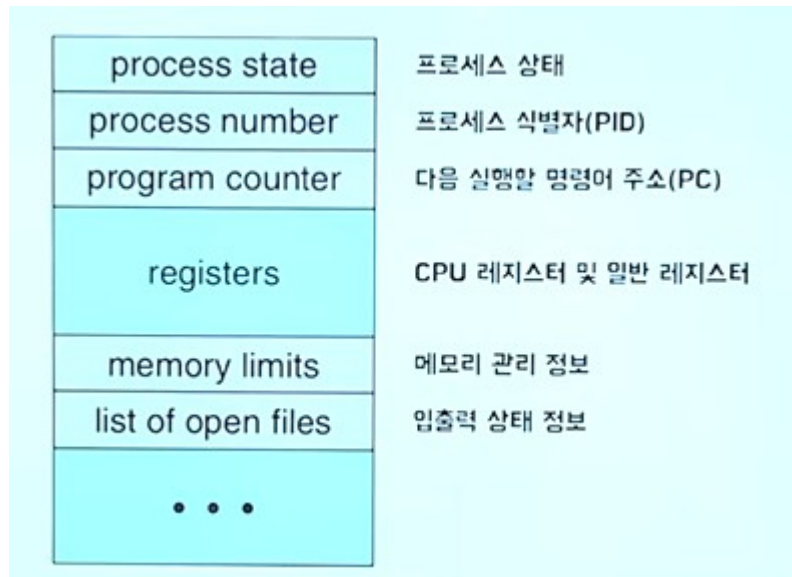 process state 프로세스 상태
process number 프로세스 식별자(PID)
program counter 다음 실행할 명령어 주소(PC)
registers CPU 레지스터 및 일반 레지스터
memory limits 메모리 관리 정보
list of open files 입출력 상태 정보
• • •